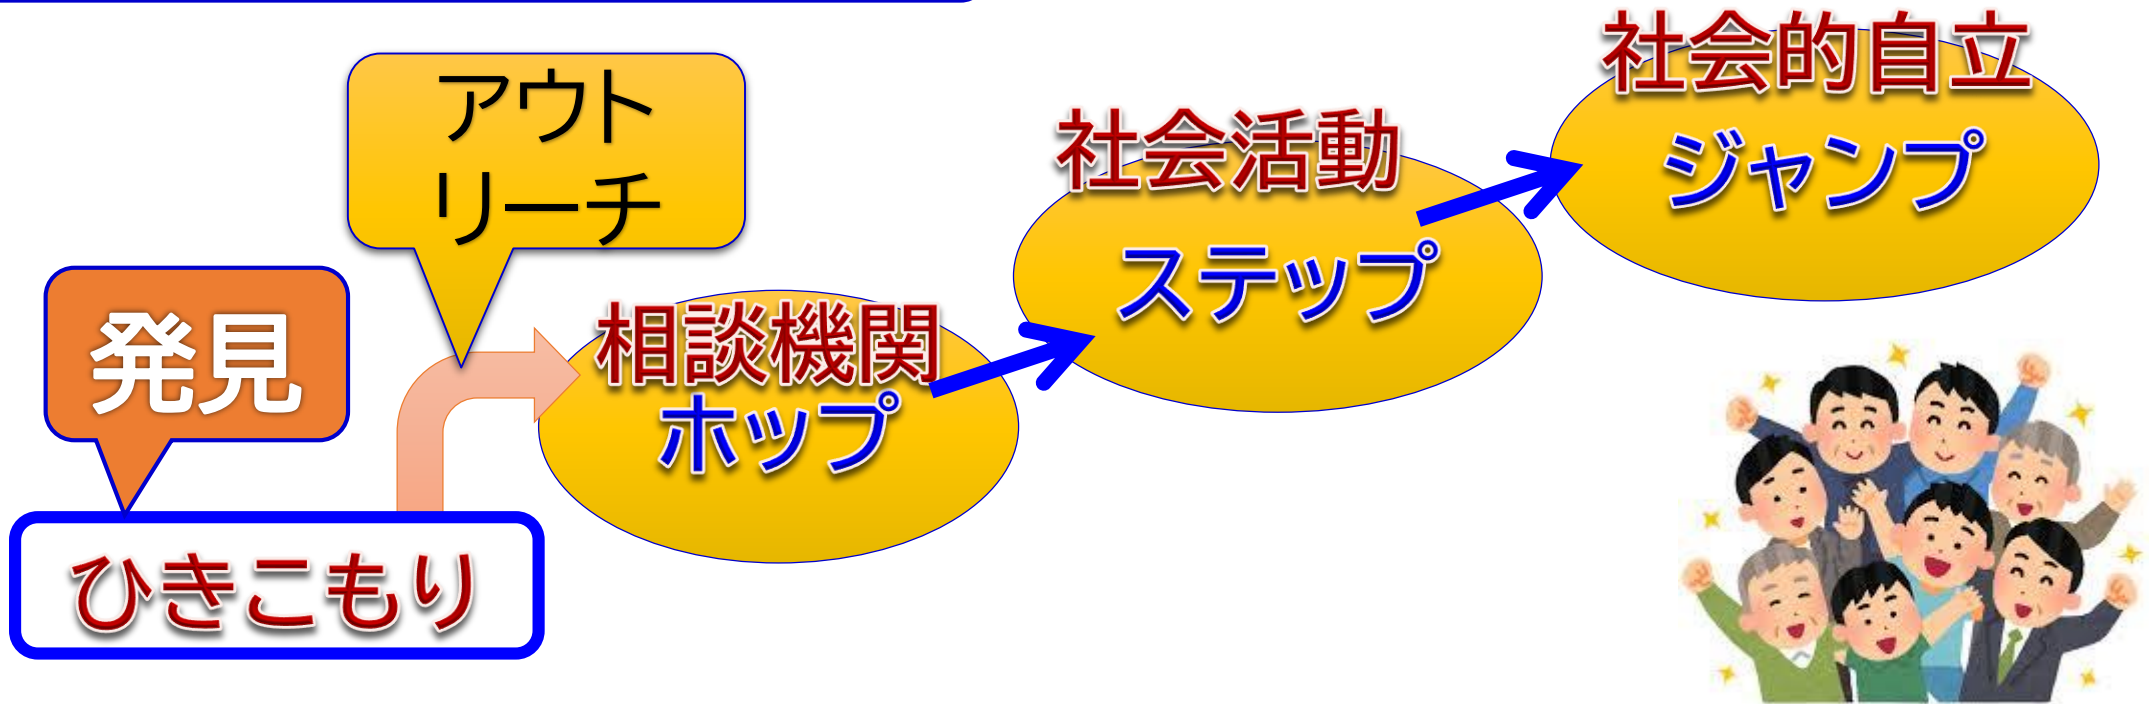 発見
ひきこもり
アウト
リーチ
相談機関
ホップ
社会活動
ステップ
社会的自立
ジャンプ